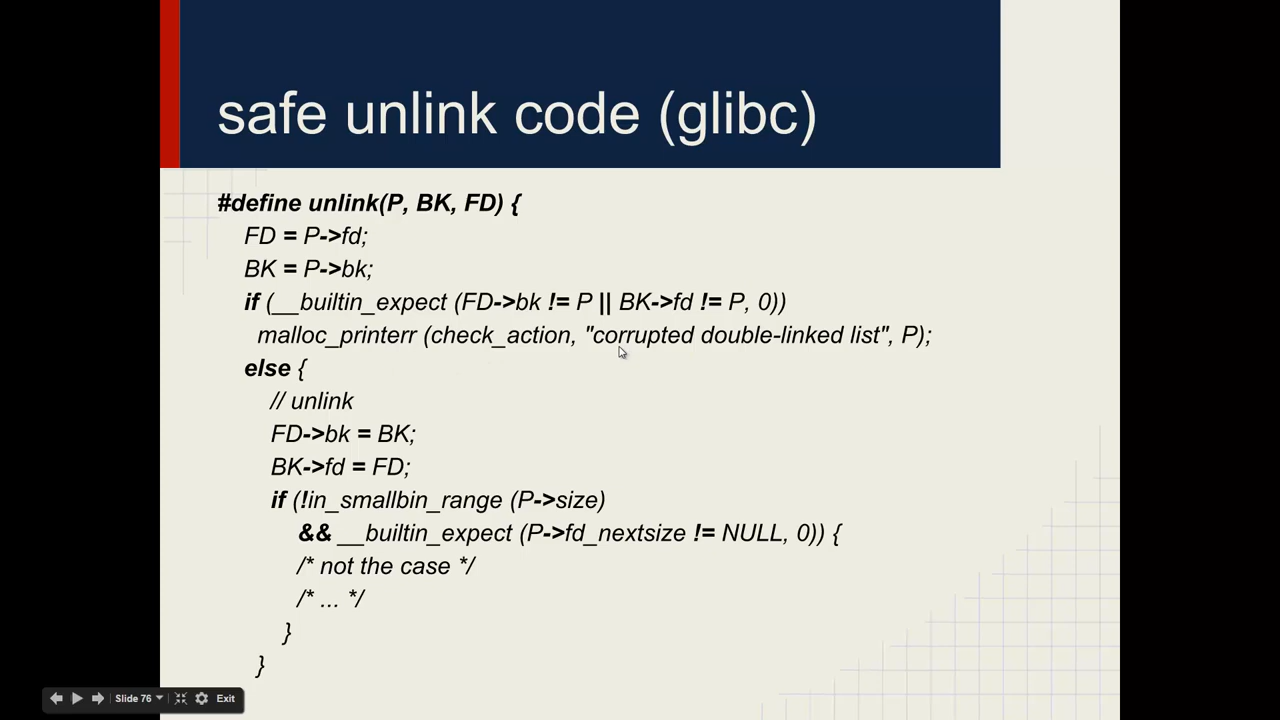 safe unlink code (glibc)
#define unlink(P, BK, FD) {
FD = P->fd;
BK = P->bk;
if (__builtin_expect (FD->bk != P || BK->fd != P, 0))
malloc_printerr (check_action, "corrupted double-linked list", P);
else {
// unlink
FD->bk = BK;
BK->fd = FD;
if (!in_smallbin_range (P->size)
&& __builtin_expect (P->fd_nextsize != NULL, 0)) {
/* not the case */
/* ... */
}
}
Slide 76
Exit